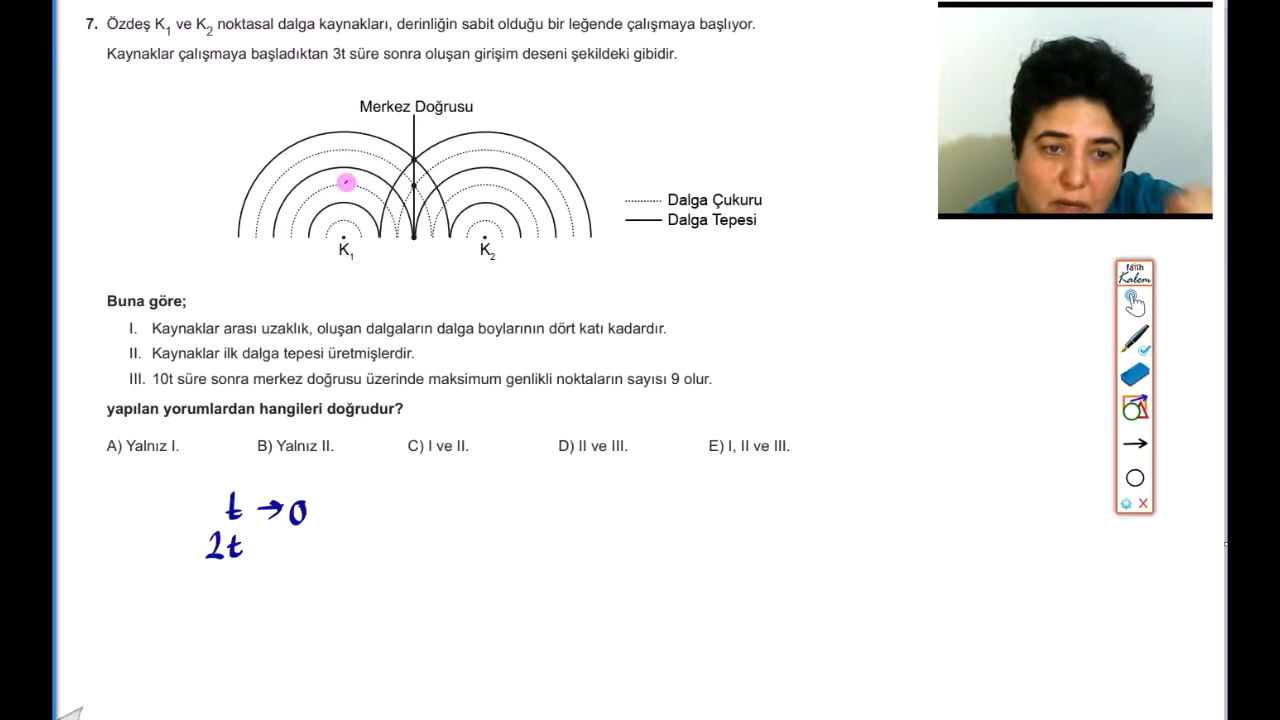 7. Özdeş K1 ve K2 noktasal dalga kaynakları, derinliğin sabit olduğu bir leğende çalışmaya başlıyor.
Kaynaklar çalışmaya başladıktan 3t süre sonra oluşan girişim deseni şekildeki gibidir.
Merkez Doğrusu
Dalga Çukuru
Dalga Tepesi
K1
K2
Buna göre;
I. Kaynaklar arası uzaklık, oluşan dalgaların dalga boylarının dört katı kadardır.
II. Kaynaklar ilk dalga tepesi üretmişlerdir.
III. 10t süre sonra merkez doğrusu üzerinde maksimum genlikli noktaların sayısı 9 olur.
yapılan yorumlardan hangileri doğrudur?
A) Yalnız I. B) Yalnız II. C) I ve II. D) II ve III. E) I, II ve III.
t → 0
2t
fatih
Kalem
X